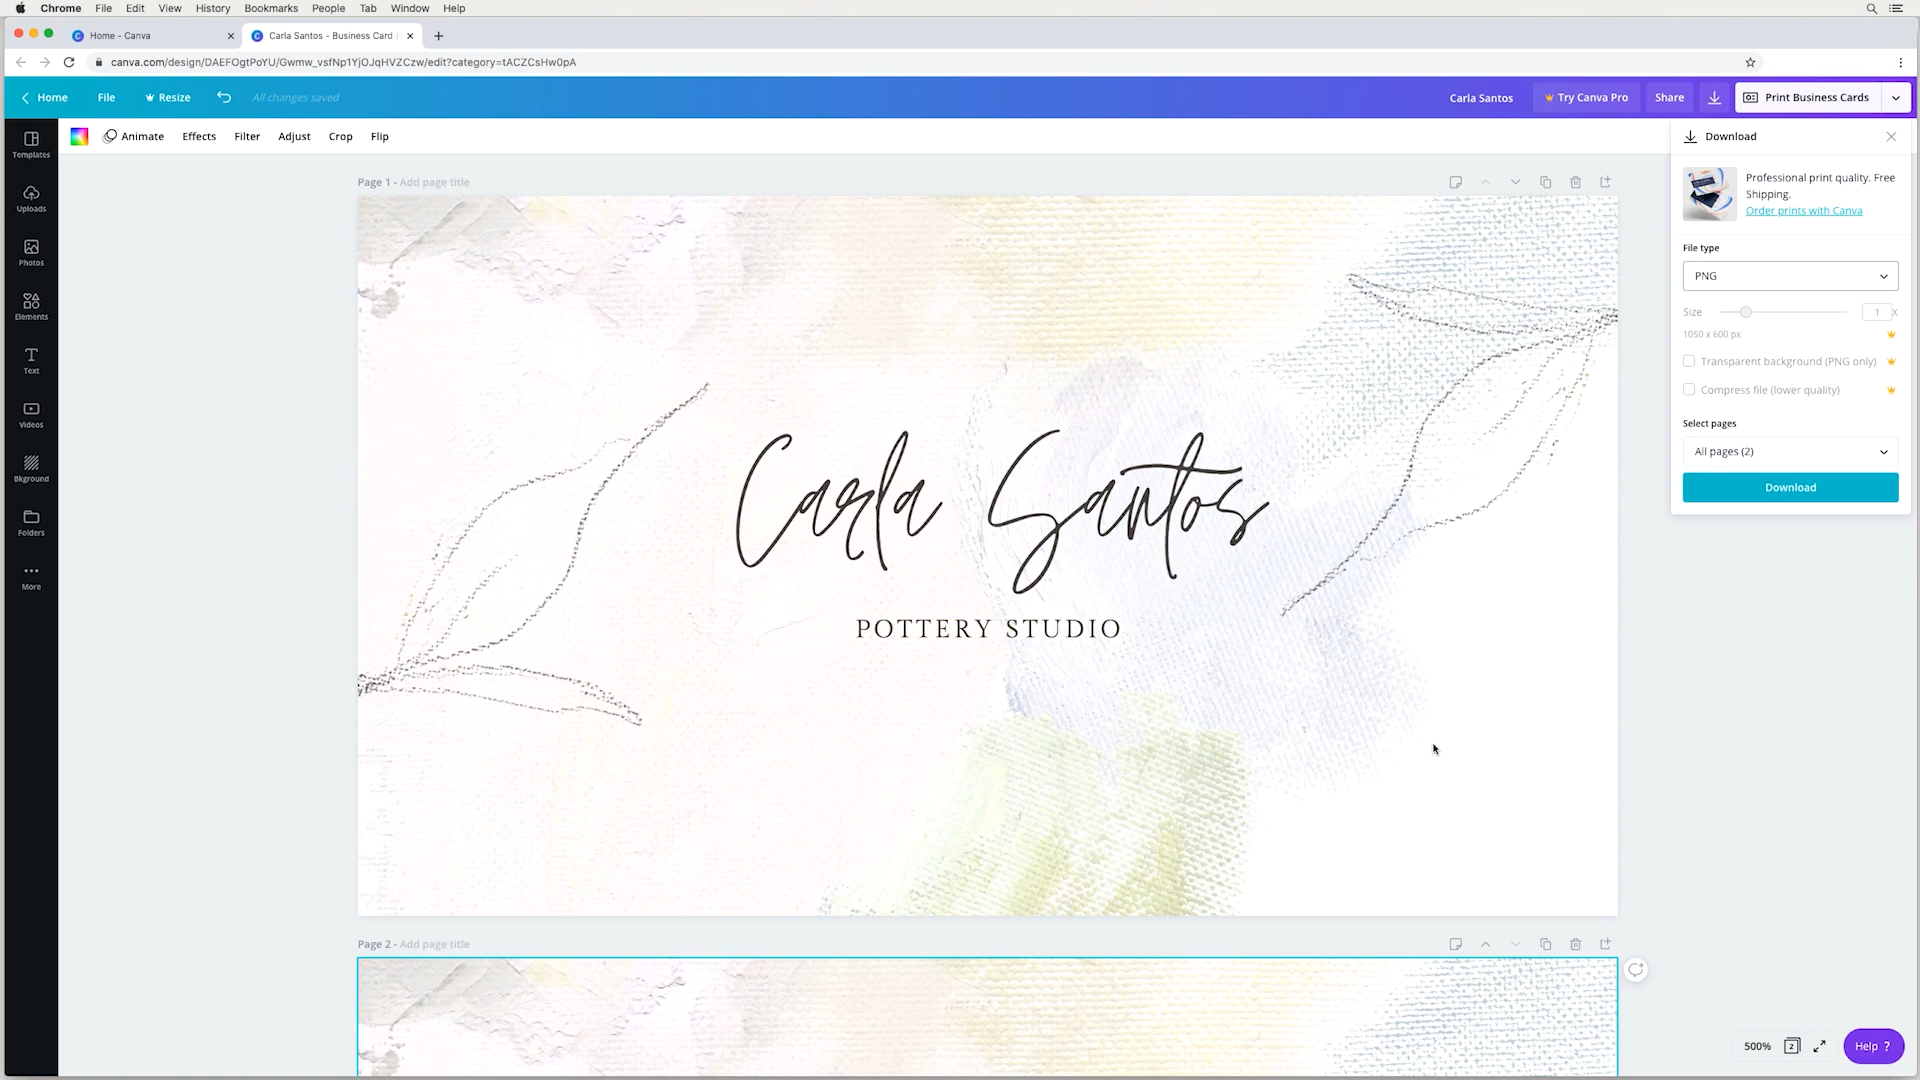 Chrome File Edit View History Bookmarks People Tab Window Help
Home - Canva
Carla Santos - Business Card
canva.com/design/DAEFOgtPoYU/Gwmw_vsfNp1YjOJqHVZCzw/edit?category=tACZCsHw0pA
Home File Resize All changes saved Carla Santos Try Canva Pro Share Print Business Cards
Animate Effects Filter Adjust Crop Flip
Templates
Uploads
Photos
Elements
Text
Videos
Bkground
Folders
More
Page 1 - Add page title
Carla Santos
POTTERY STUDIO
Page 2 - Add page title
Download
Professional print quality. Free
Shipping.
Order prints with Canva
File type
PNG
Size 1 X
1050 x 600 px
Transparent background (PNG only)
Compress file (lower quality)
Select pages
All pages (2)
Download
500% 2 Help ?